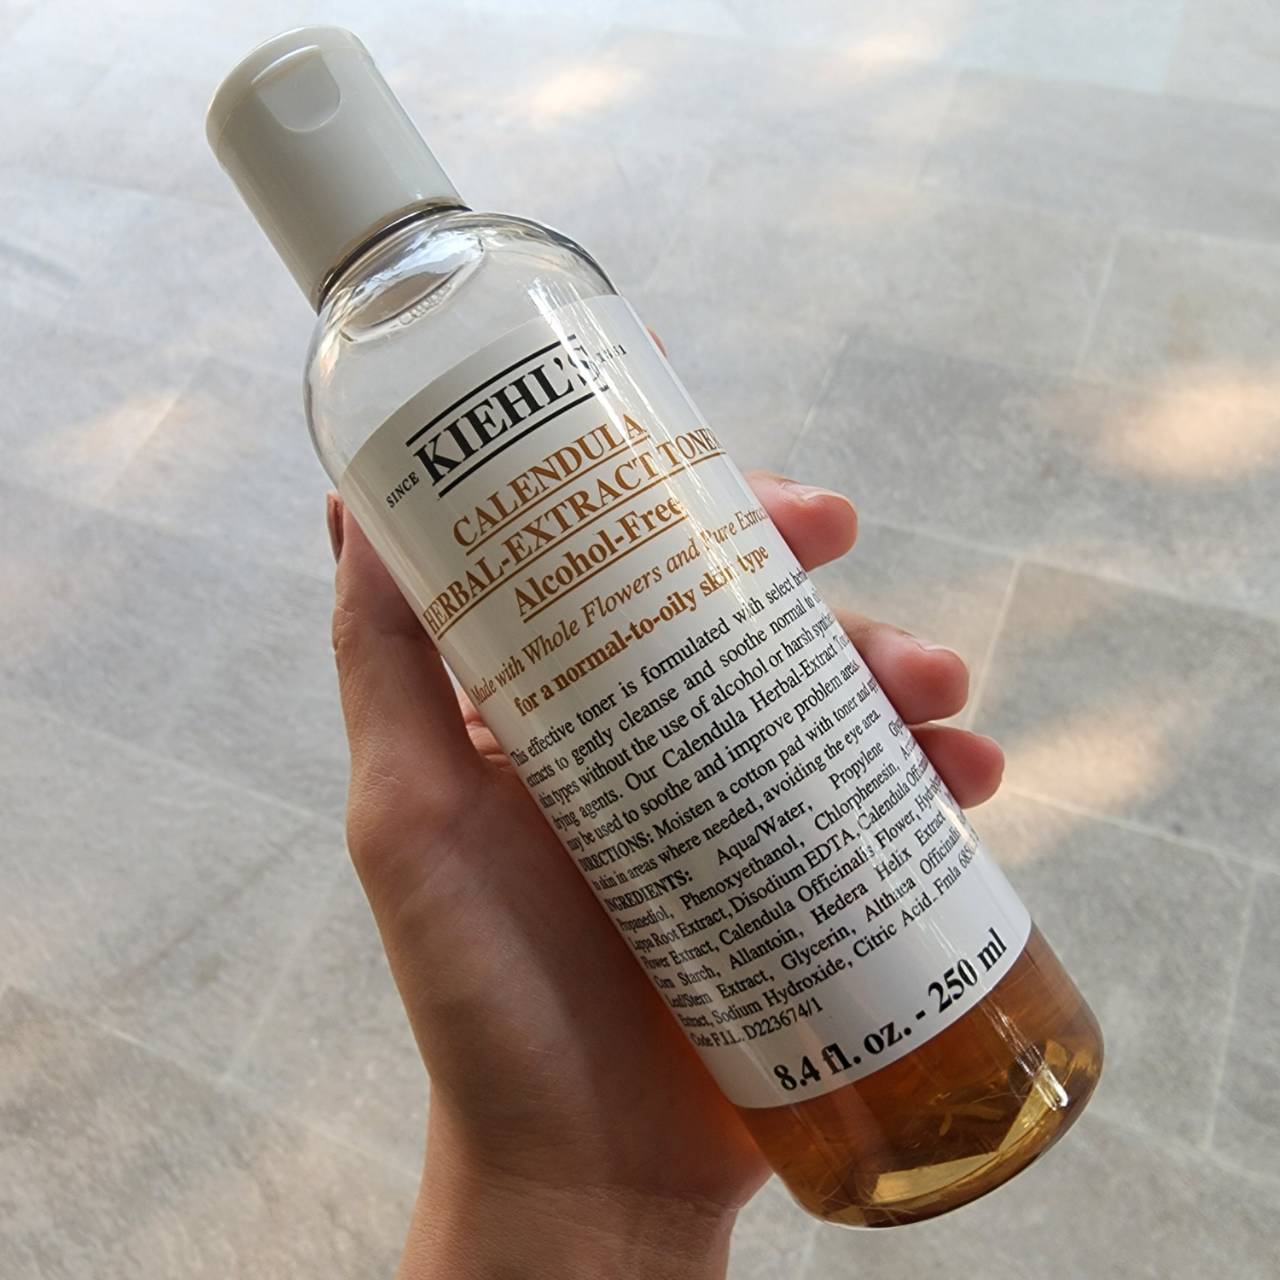 SINCE KIEHL'S 1851
CALENDULA
HERBAL-EXTRACT TONER
Alcohol-Free
Made with Whole Flowers and Pure Extracts
for a normal-to-oily skin type
This effective toner is formulated with select herbal
extracts to gently cleanse and soothe normal to
skin types without the use of alcohol or harsh
drying agents. Our Calendula Herbal-Extract
may be used to soothe and improve problem areas.
DIRECTIONS: Moisten a cotton pad with toner and
to skin in areas where needed, avoiding the eye area.
INGREDIENTS: Aqua/Water, Propylene
Propanediol, Phenoxyethanol, Chlorphenesin,
Lappa Root Extract, Disodium EDTA, Calendula
Flower Extract, Calendula Officinalis Flower,
Corn Starch, Allantoin, Hedera Helix Extract
Leaf/Stem Extract, Glycerin, Althaea Officinalis
Extract, Sodium Hydroxide, Citric Acid. Fmla
Code F.I.L. D223674/1
8.4 fl. oz. - 250 ml